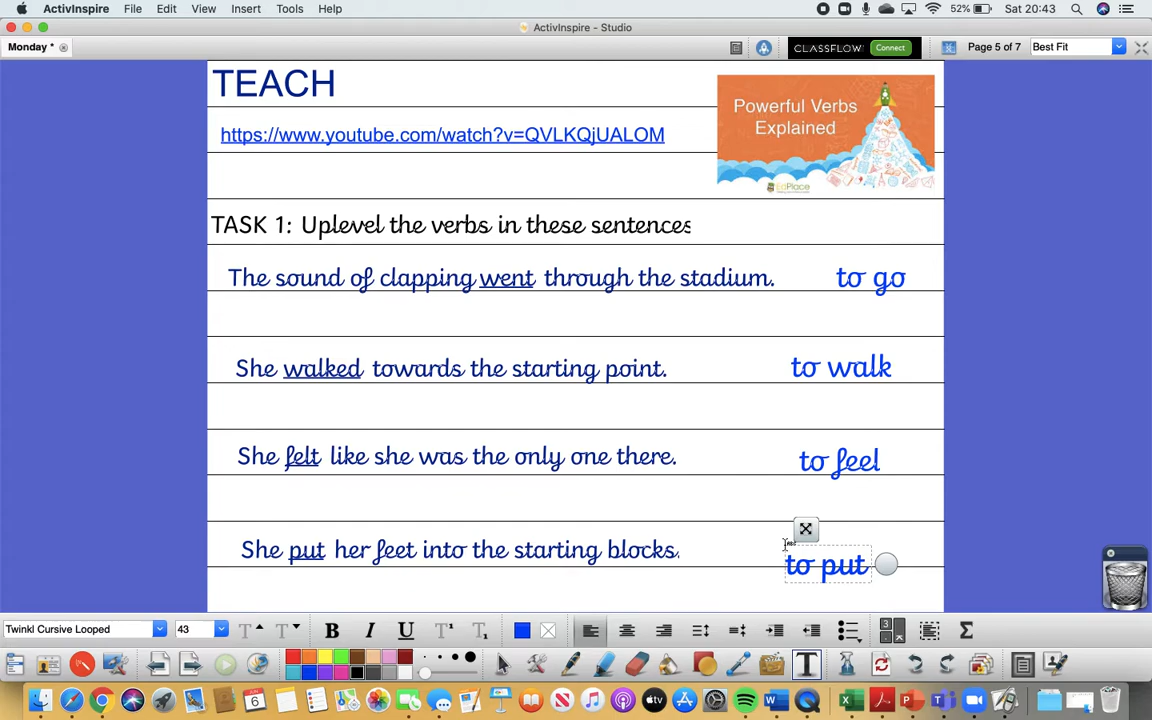 ActivInspire File Edit View Insert Tools Help 52% Sat 20:43
ActivInspire - Studio
Monday *
CLASSFLOW Connect Page 5 of 7 Best Fit
TEACH
https://www.youtube.com/watch?v=QVLKQjUALOM
Powerful Verbs
Explained
EdPlace
TASK 1: Uplevel the verbs in these sentences
The sound of clapping went through the stadium. to go
She walked towards the starting point. to walk
She felt like she was the only one there. to feel
She put her feet into the starting blocks. to put
Twinkl Cursive Looped 43 B I U